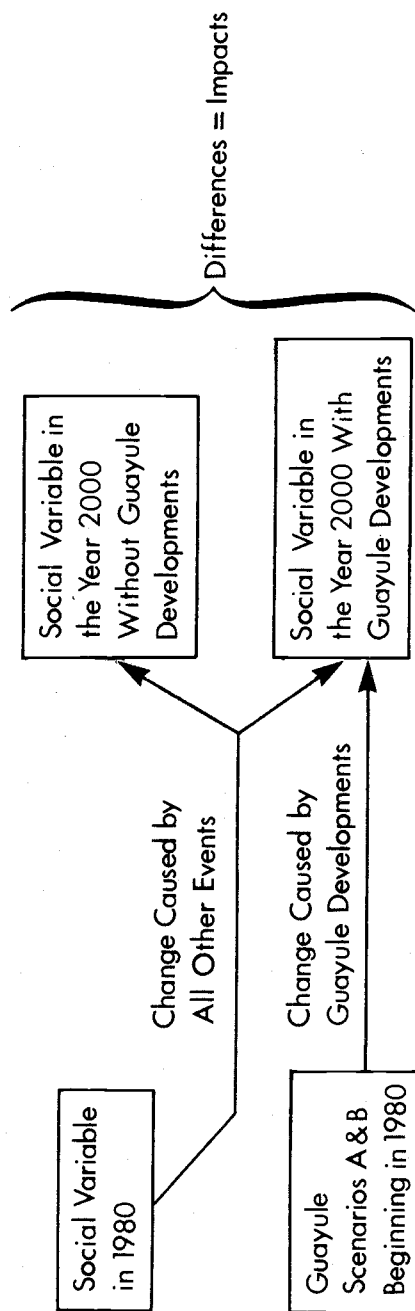 Social Variable
in 1980
Guayule
Scenarios A & B
Beginning in 1980
Change Caused by
All Other Events
Change Caused by
Guayule Developments
Social Variable in
the Year 2000
Without Guayule
Developments
Social Variable in
the Year 2000 With
Guayule Developments
Differences = Impacts